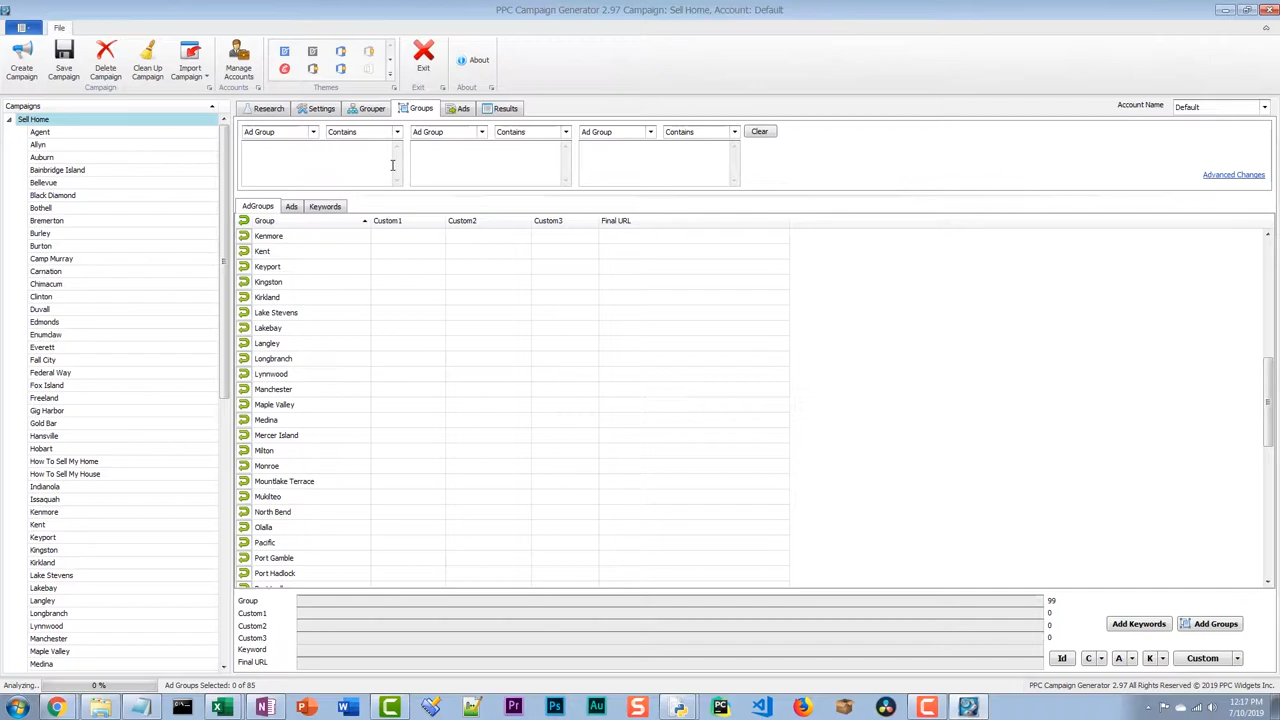 PPC Campaign Generator 2.97 Campaign: Sell Home, Account: Default
File
Create Campaign
Save Campaign
Delete Campaign
Clean Up Campaign
Import Campaign
Manage Accounts
Exit
About
Campaign
Accounts
Themes
Exit
About
Campaigns
Sell Home
Agent
Allyn
Auburn
Bainbridge Island
Bellevue
Black Diamond
Bothell
Bremerton
Burley
Burton
Camp Murray
Carnation
Chimacum
Clinton
Duvall
Edmonds
Enumclaw
Everett
Fall City
Federal Way
Fox Island
Freeland
Gig Harbor
Gold Bar
Hansville
Hobart
How To Sell My Home
How To Sell My House
Indianola
Issaquah
Kenmore
Kent
Keyport
Kingston
Kirkland
Lake Stevens
Lakebay
Langley
Longbranch
Lynnwood
Manchester
Maple Valley
Medina
Research
Settings
Grouper
Groups
Ads
Results
Account Name
Default
Ad Group
Contains
Ad Group
Contains
Ad Group
Contains
Clear
Advanced Changes
AdGroups
Ads
Keywords
Group
Custom1
Custom2
Custom3
Final URL
Kenmore
Kent
Keyport
Kingston
Kirkland
Lake Stevens
Lakebay
Langley
Longbranch
Lynnwood
Manchester
Maple Valley
Medina
Mercer Island
Milton
Monroe
Mountlake Terrace
Mukilteo
North Bend
Olalla
Pacific
Port Gamble
Port Hadlock
Group
99
Custom1
0
Custom2
0
Custom3
0
Keyword
Final URL
Add Keywords
Add Groups
Id
C
A
K
Custom
Analyzing..
0 %
Ad Groups Selected: 0 of 85
PPC Campaign Generator 2.97 © 2019 PPC Widgets Inc.
12:17 PM
7/10/2019